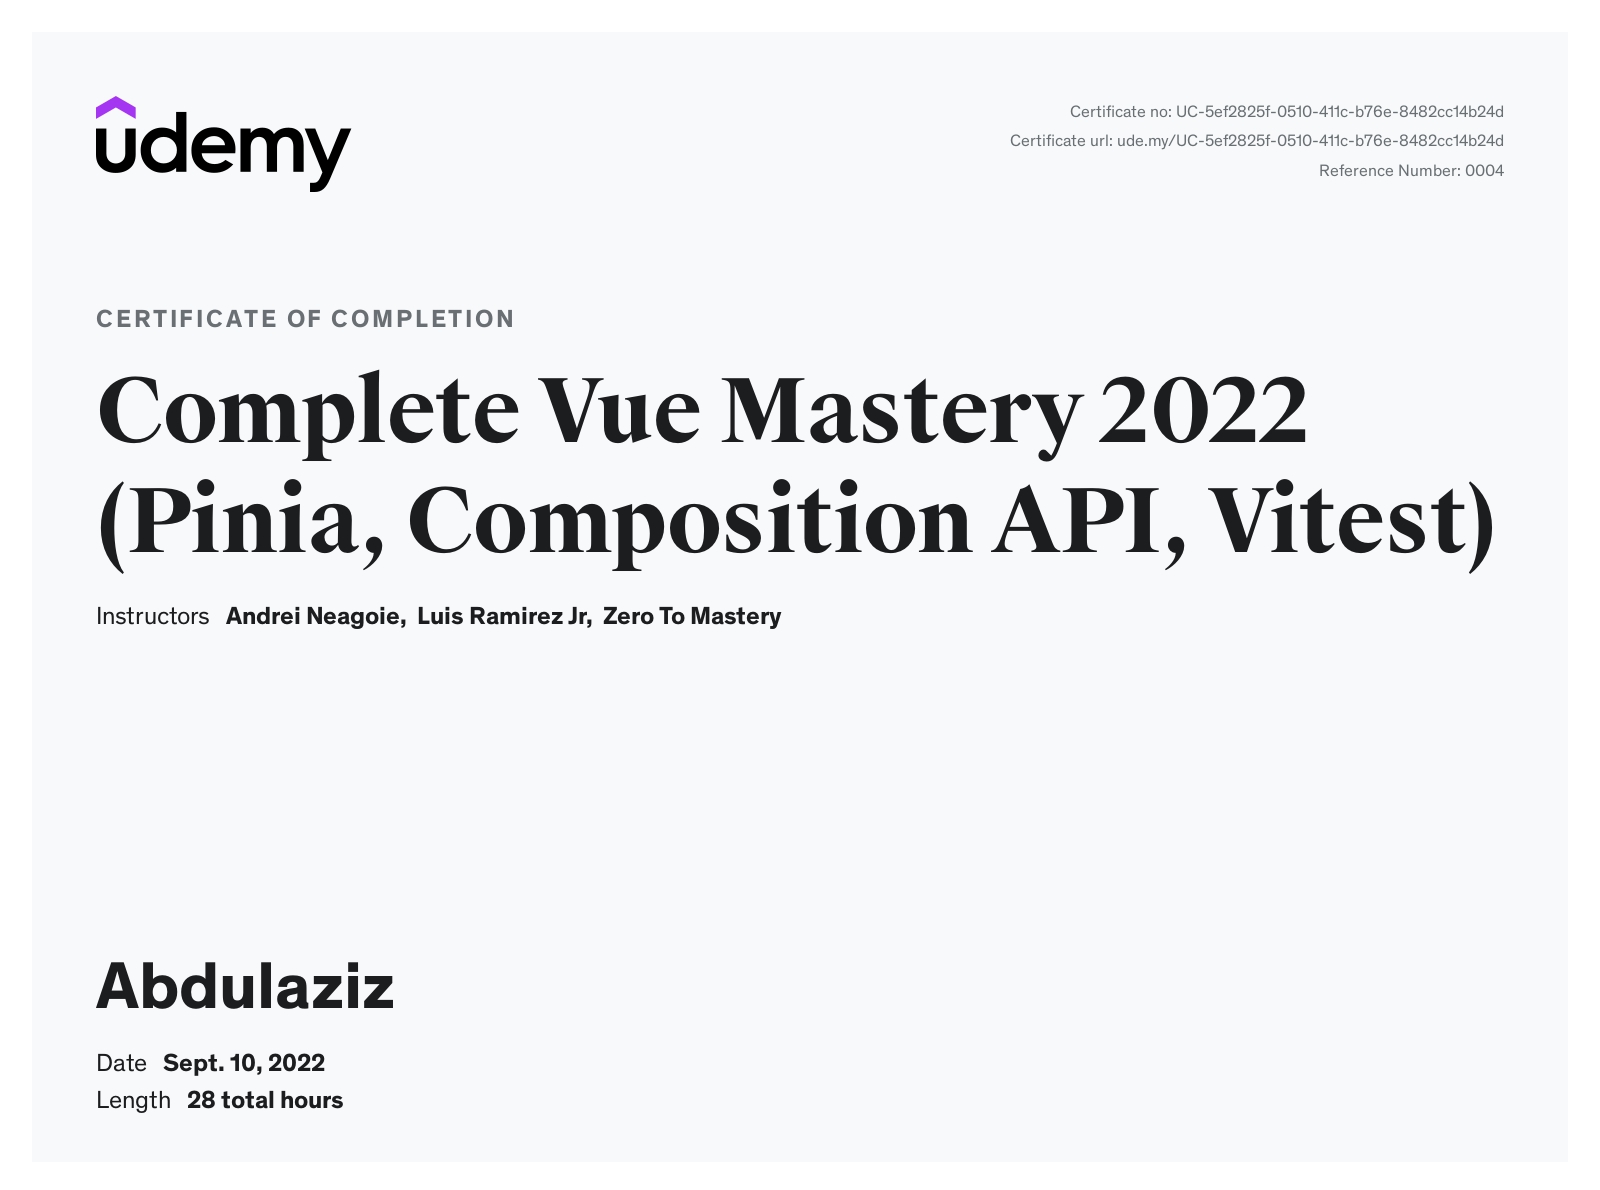 udemy
Certificate no: UC-5ef2825f-0510-411c-b76e-8482cc14b24d
Certificate url: ude.my/UC-5ef2825f-0510-411c-b76e-8482cc14b24d
Reference Number: 0004
CERTIFICATE OF COMPLETION
Complete Vue Mastery 2022
(Pinia, Composition API, Vitest)
Instructors Andrei Neagoie, Luis Ramirez Jr, Zero To Mastery
Abdulaziz
Date Sept. 10, 2022
Length 28 total hours